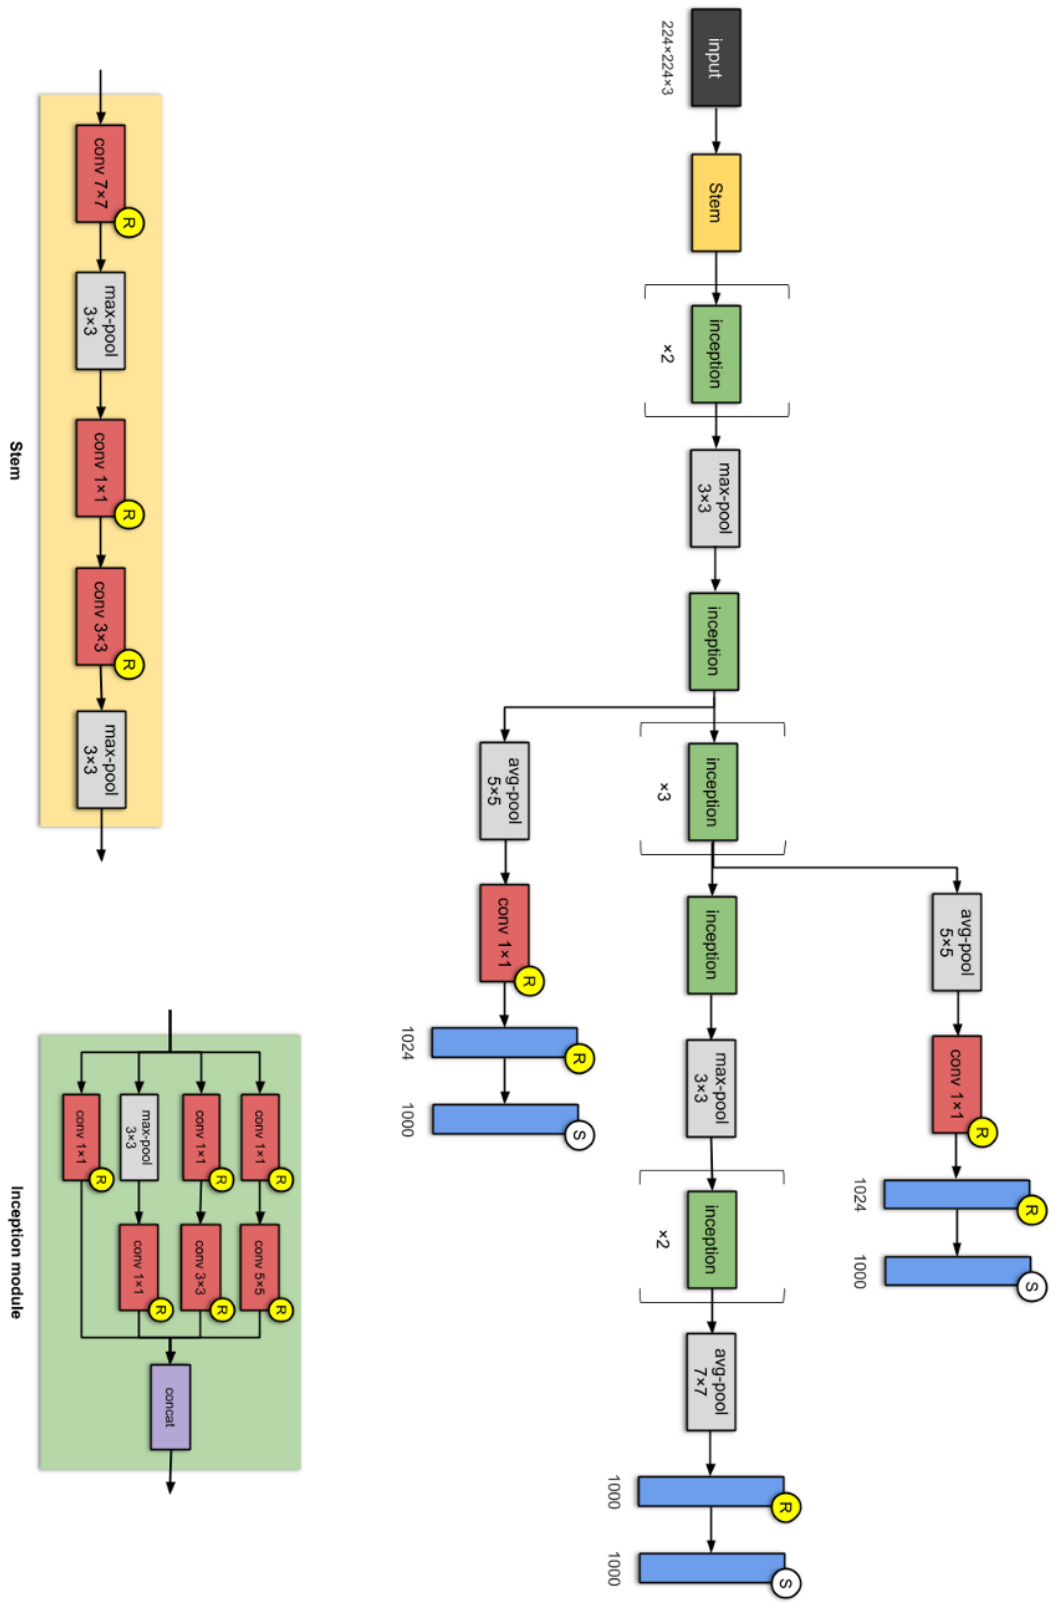 input
224×224×3
Stem
inception
×2
max-pool
3×3
inception
inception
×3
avg-pool
5×5
conv 1×1
R
1024
R
1000
S
inception
max-pool
3×3
inception
×2
avg-pool
7×7
1000
R
1000
S
avg-pool
5×5
conv 1×1
R
1024
R
1000
S
conv 7×7
R
max-pool
3×3
conv 1×1
R
conv 3×3
R
max-pool
3×3
Stem
conv 1×1
R
conv 1×1
R
max-pool
3×3
conv 1×1
R
conv 5×5
R
conv 3×3
R
conv 1×1
R
concat
Inception module